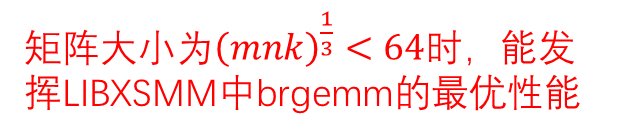 矩阵大小为(mnk)^{1/3} < 64时，能发
挥LIBXSMM中brgemm的最优性能